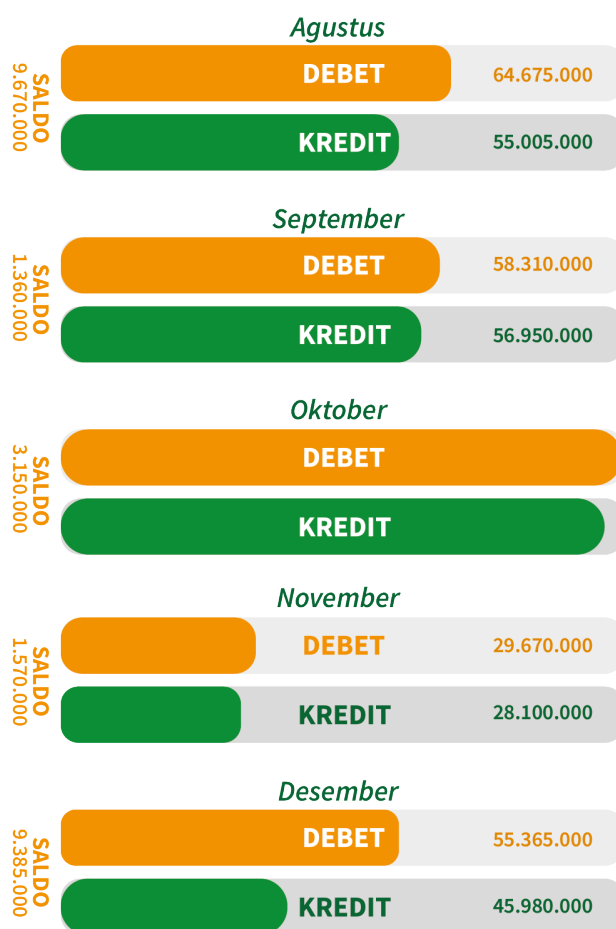 Agustus
SALDO
9.670.000
DEBET
64.675.000
KREDIT
55.005.000
September
SALDO
1.360.000
DEBET
58.310.000
KREDIT
56.950.000
Oktober
SALDO
3.150.000
DEBET
KREDIT
November
SALDO
1.570.000
DEBET
29.670.000
KREDIT
28.100.000
Desember
SALDO
9.385.000
DEBET
55.365.000
KREDIT
45.980.000